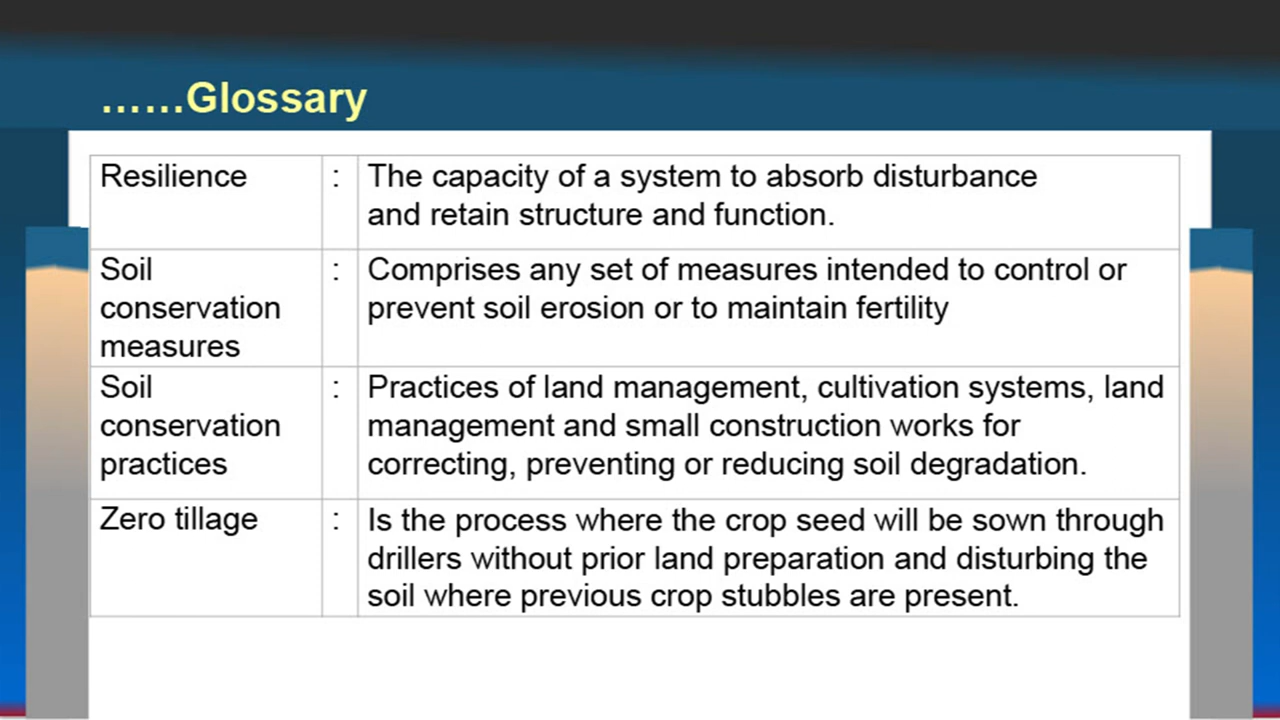 ......Glossary
Resilience : The capacity of a system to absorb disturbance
and retain structure and function.
Soil : Comprises any set of measures intended to control or
conservation prevent soil erosion or to maintain fertility
measures
Soil : Practices of land management, cultivation systems, land
conservation management and small construction works for
practices correcting, preventing or reducing soil degradation.
Zero tillage : Is the process where the crop seed will be sown through
drillers without prior land preparation and disturbing the
soil where previous crop stubbles are present.